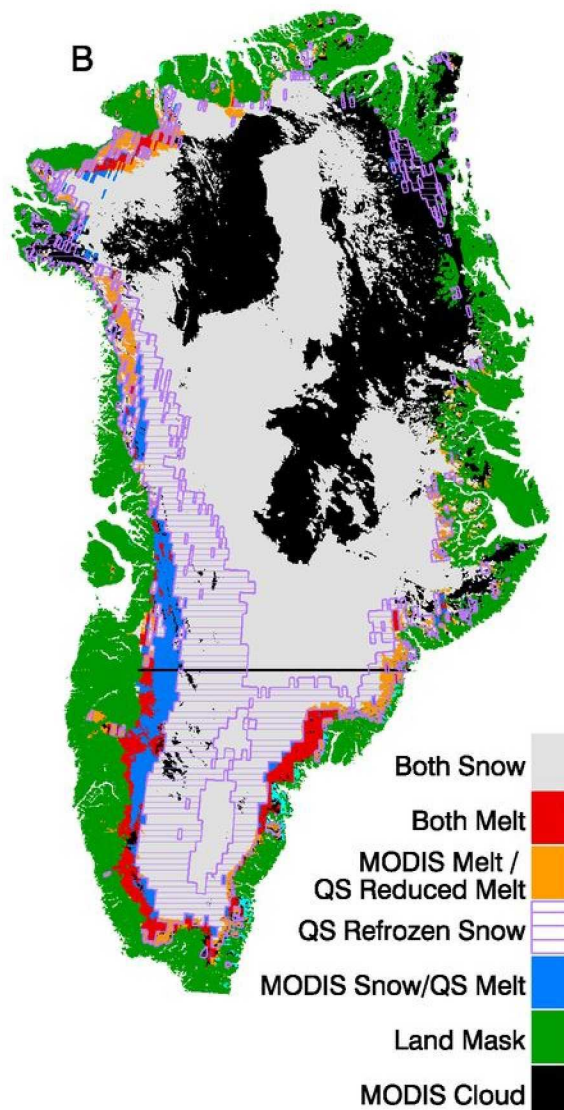 B
Both Snow
Both Melt
MODIS Melt /
QS Reduced Melt
QS Refrozen Snow
MODIS Snow/QS Melt
Land Mask
MODIS Cloud